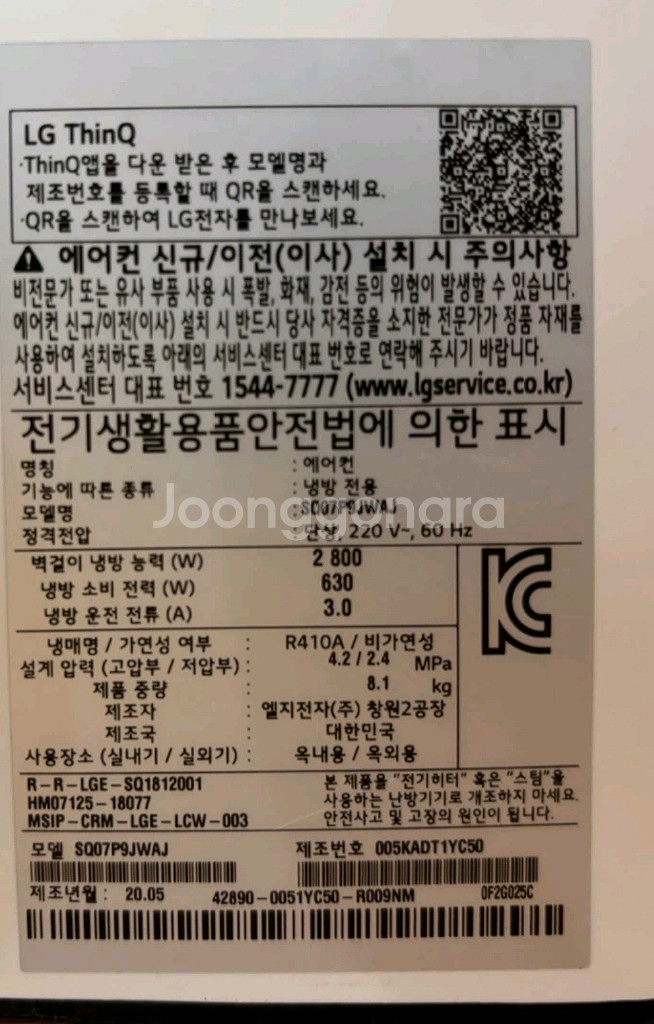 LG ThinQ
·ThinQ앱을 다운 받은 후 모델명과
제조번호를 등록할 때 QR을 스캔하세요.
·QR을 스캔하여 LG전자를 만나보세요.
에어컨 신규/이전(이사) 설치 시 주의사항
비전문가 또는 유사 부품 사용 시 폭발, 화재, 감전 등의 위험이 발생할 수 있습니다.
에어컨 신규/이전(이사) 설치 시 반드시 당사 자격증을 소지한 전문가가 정품 자재를
사용하여 설치하도록 아래의 서비스센터 대표 번호로 연락해 주시기 바랍니다.
서비스센터 대표 번호 1544-7777 (www.lgservice.co.kr)
전기생활용품안전법에 의한 표시
명칭 : 에어컨
기능에 따른 종류 : 냉방 전용
모델명 : SQ07P9JWAJ
Joonggonara
정격전압 : 단상, 220 V~, 60 Hz
벽걸이 냉방 능력 (W) 2 800
냉방 소비 전력 (W) 630
냉방 운전 전류 (A) 3.0
냉매명 / 가연성 여부 : R410A / 비가연성
설계 압력 (고압부 / 저압부) : 4.2 / 2.4 MPa
제품 중량 : 8.1 kg
제조자 : 엘지전자(주) 창원2공장
제조국 : 대한민국
사용장소 (실내기 / 실외기) : 옥내용 / 옥외용
R-R-LGE-SQ1812001
HM07125-18077
MSIP-CRM-LGE-LCW-003
본 제품을 "전기히터" 혹은 "스팀"을
사용하는 난방기기로 개조하지 마세요.
안전사고 및 고장의 원인이 됩니다.
모델 SQ07P9JWAJ 제조번호 005KADT1YC50
제조년월 : 20.05 42890-0051YC50-R009NM 0F2G025C